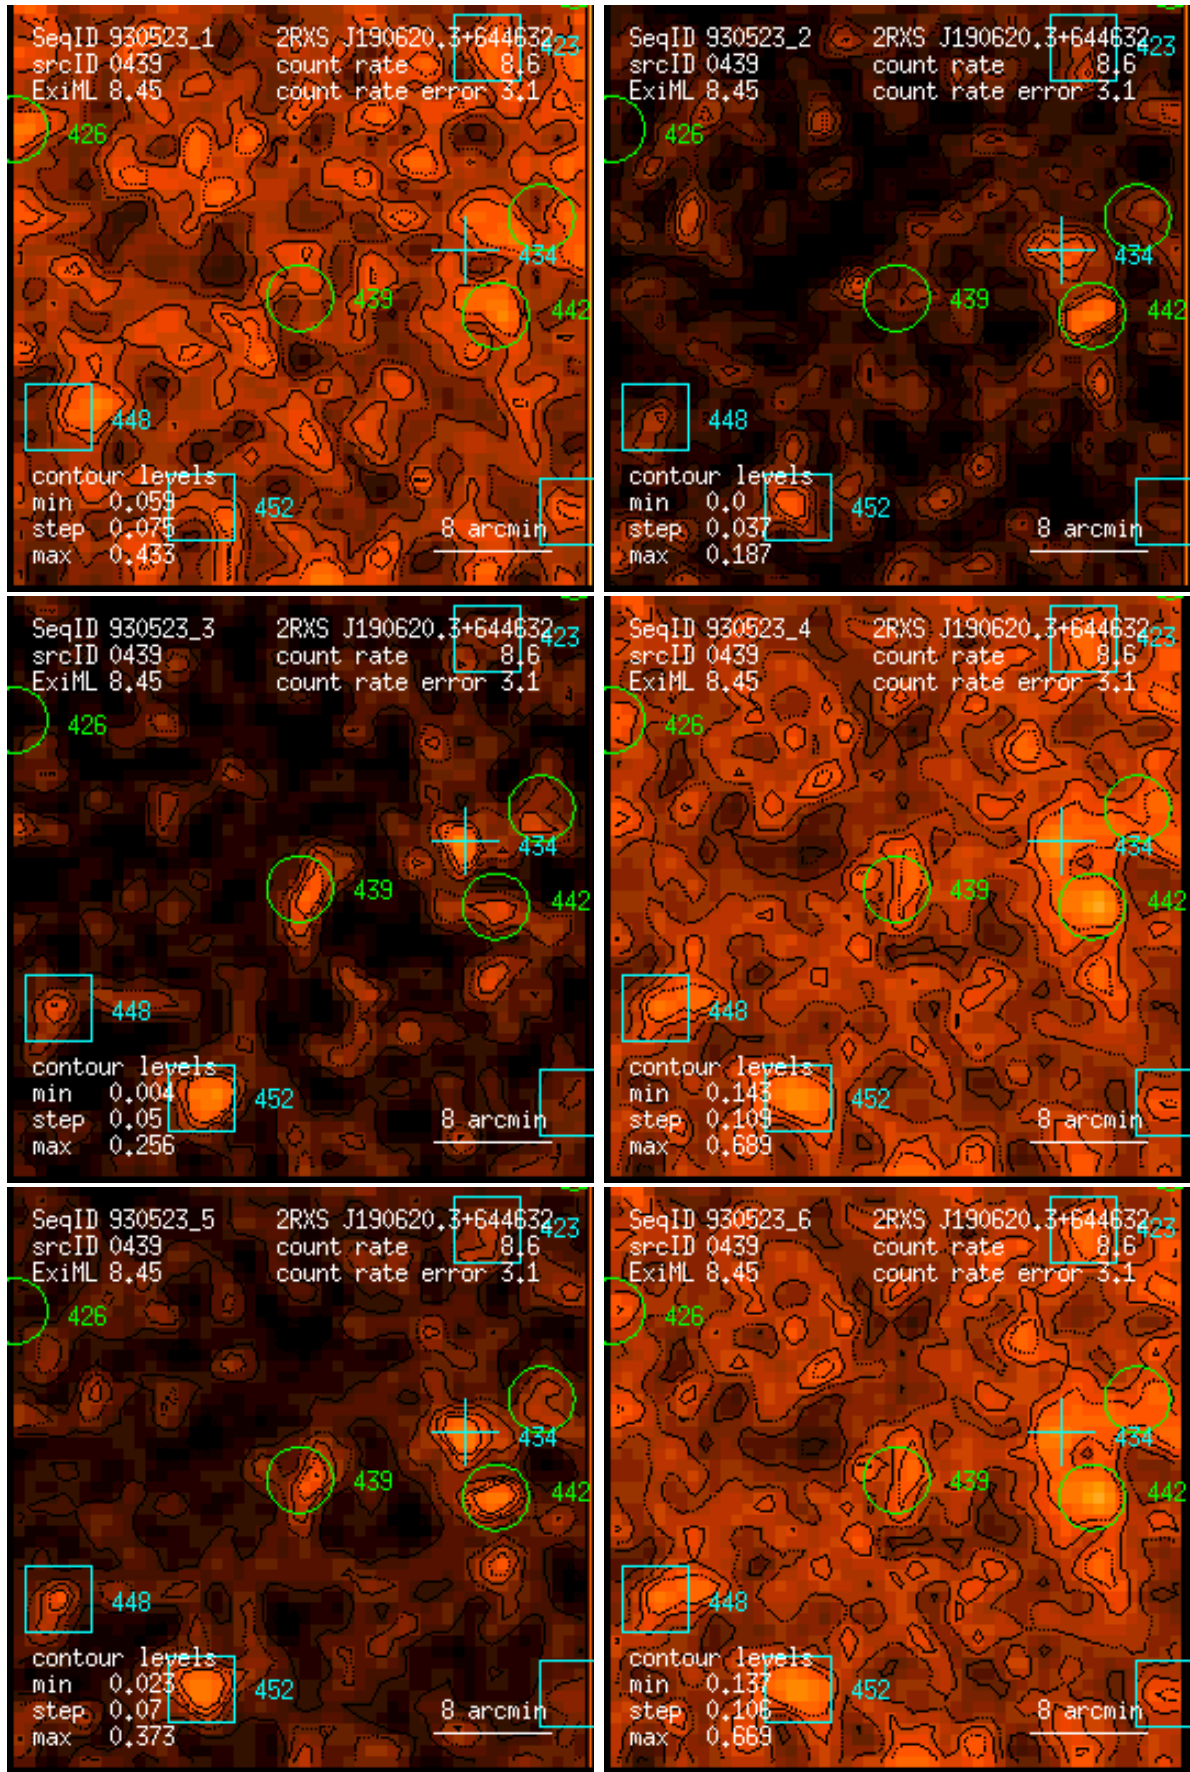 SeqID 930523_1 2RXS J190620.3+644632
423
srcID 0439 count rate 8.6
ExiML 8.45 count rate error 3.1
426
434
439
442
448
contour levels
min 0.059
452
step 0.075
8 arcmin
max 0.433
SeqID 930523_2 2RXS J190620.3+644632
423
srcID 0439 count rate 8.6
ExiML 8.45 count rate error 3.1
426
434
439
442
448
contour levels
min 0.0
452
step 0.037
8 arcmin
max 0.187
SeqID 930523_3 2RXS J190620.3+644632
423
srcID 0439 count rate 8.6
ExiML 8.45 count rate error 3.1
426
434
439
442
448
contour levels
min 0.004
452
step 0.05
8 arcmin
max 0.256
SeqID 930523_4 2RXS J190620.3+644632
423
srcID 0439 count rate 8.6
ExiML 8.45 count rate error 3.1
426
434
439
442
448
contour levels
min 0.143
452
step 0.109
8 arcmin
max 0.689
SeqID 930523_5 2RXS J190620.3+644632
423
srcID 0439 count rate 8.6
ExiML 8.45 count rate error 3.1
426
434
439
442
448
contour levels
min 0.023
452
step 0.07
8 arcmin
max 0.373
SeqID 930523_6 2RXS J190620.3+644632
423
srcID 0439 count rate 8.6
ExiML 8.45 count rate error 3.1
426
434
439
442
448
contour levels
min 0.137
452
step 0.106
8 arcmin
max 0.669